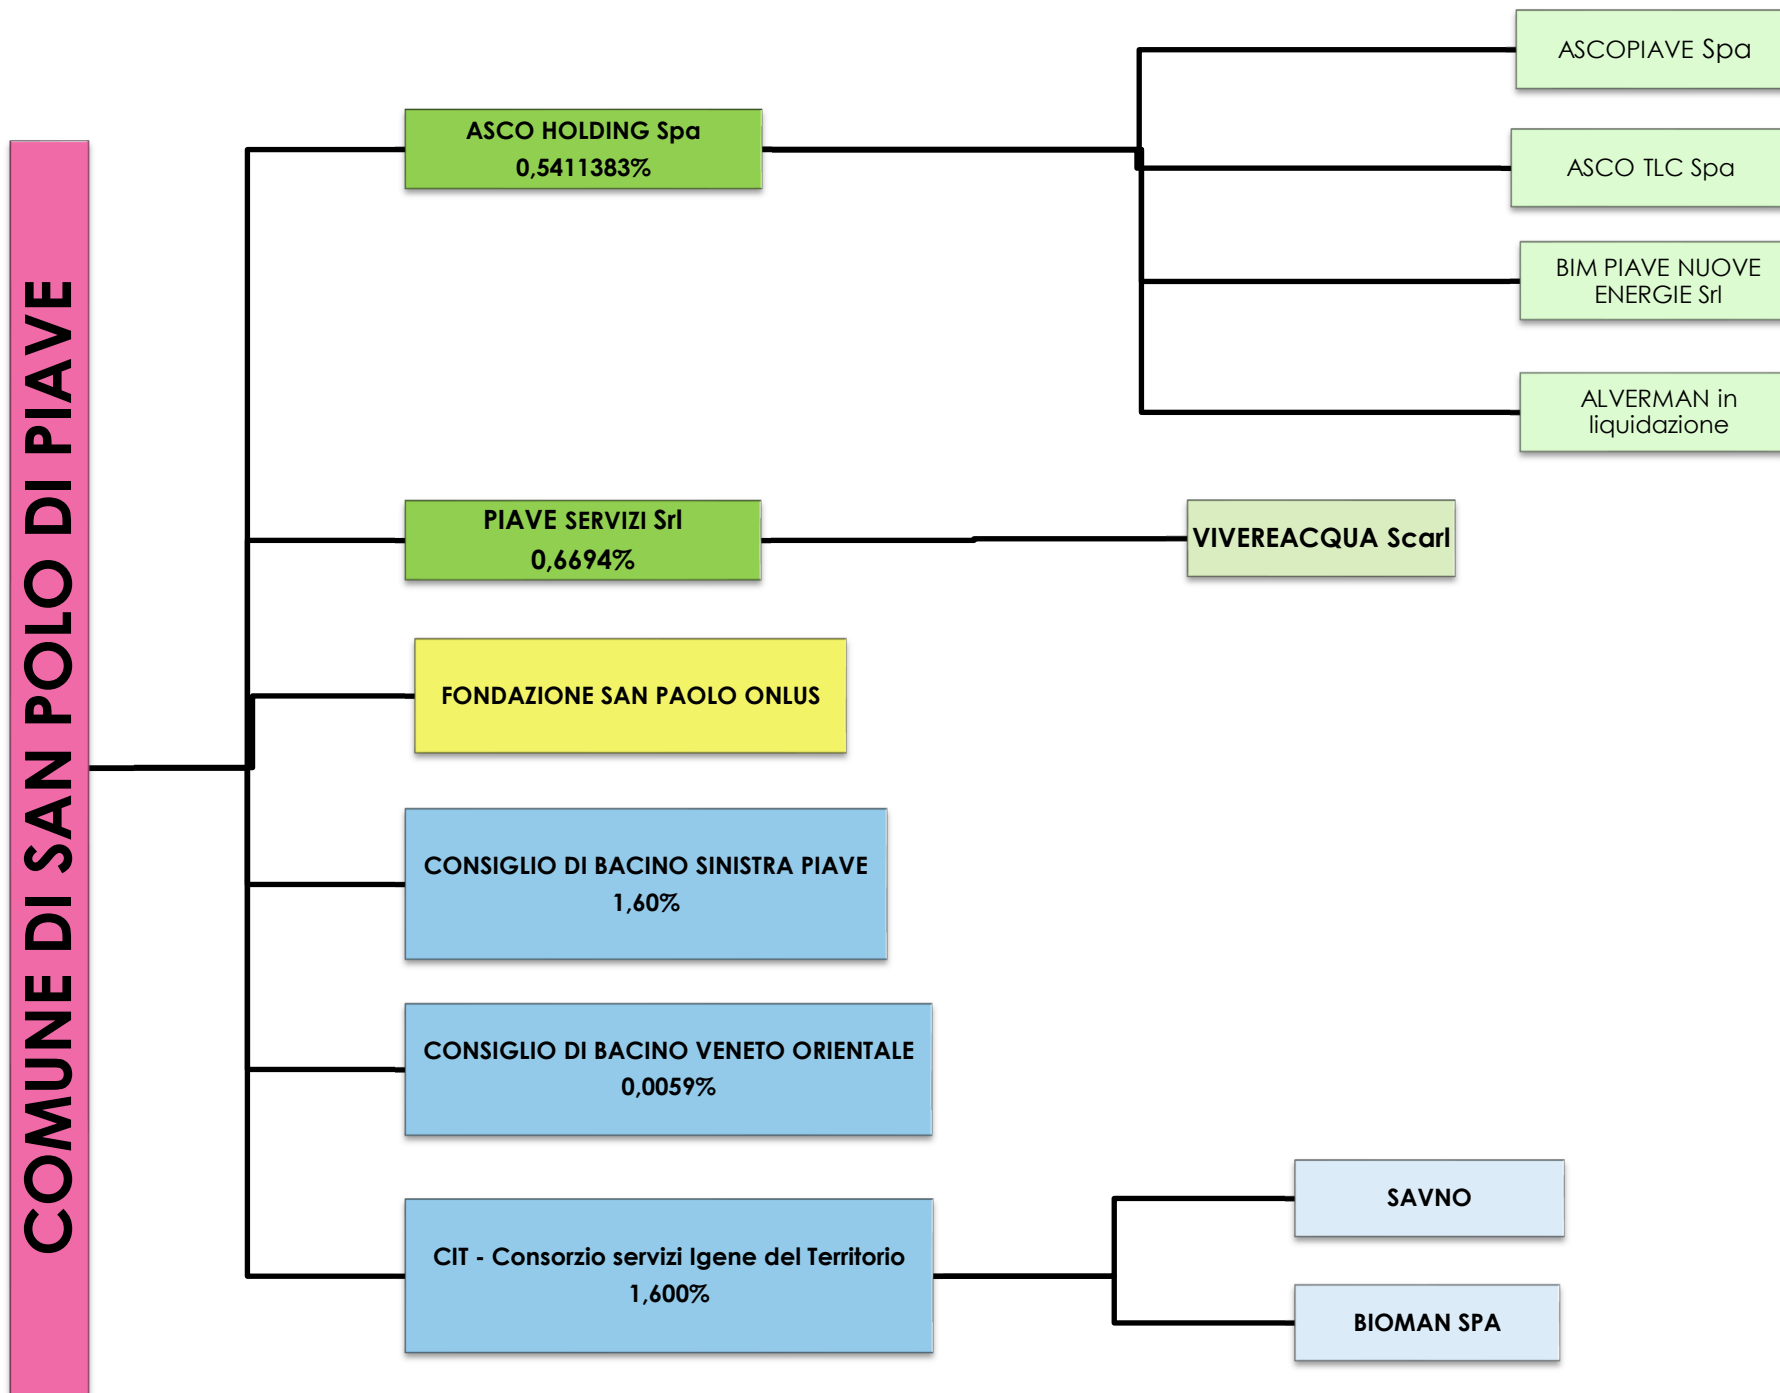 COMUNE DI SAN POLO DI PIAVE
ASCO HOLDING Spa
0,5411383%
ASCOPIAVE Spa
ASCO TLC Spa
BIM PIAVE NUOVE
ENERGIE Srl
ALVERMAN in
liquidazione
PIAVE SERVIZI Srl
0,6694%
VIVEREACQUA Scarl
FONDAZIONE SAN PAOLO ONLUS
CONSIGLIO DI BACINO SINISTRA PIAVE
1,60%
CONSIGLIO DI BACINO VENETO ORIENTALE
0,0059%
CIT - Consorzio servizi Igene del Territorio
1,600%
SAVNO
BIOMAN SPA